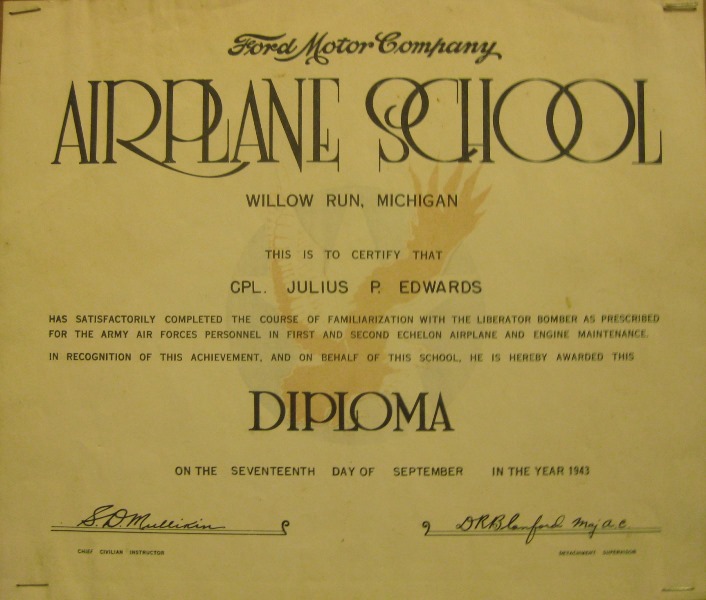 Ford Motor Company
AIRPLANE SCHOOL
WILLOW RUN, MICHIGAN
THIS IS TO CERTIFY THAT
CPL. JULIUS P. EDWARDS
HAS SATISFACTORILY COMPLETED THE COURSE OF FAMILIARIZATION WITH THE LIBERATOR BOMBER AS PRESCRIBED
FOR THE ARMY AIR FORCES PERSONNEL IN FIRST AND SECOND ECHELON AIRPLANE AND ENGINE MAINTENANCE.
IN RECOGNITION OF THIS ACHIEVEMENT, AND ON BEHALF OF THIS SCHOOL, HE IS HEREBY AWARDED THIS
DIPLOMA
ON THE SEVENTEENTH DAY OF SEPTEMBER IN THE YEAR 1943
S.D. Mullikin D R Blanford Maj a.c.
CHIEF CIVILIAN INSTRUCTOR DETACHMENT SUPERVISOR